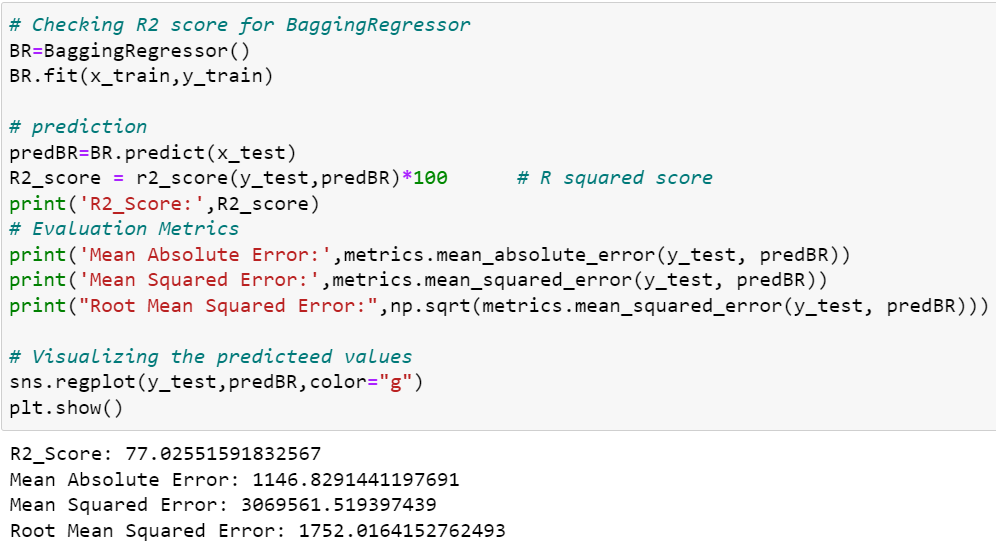 # Checking R2 score for BaggingRegressor
BR=BaggingRegressor()
BR.fit(x_train,y_train)
# prediction
predBR=BR.predict(x_test)
R2_score = r2_score(y_test,predBR)*100      # R squared score
print('R2_Score:',R2_score)
# Evaluation Metrics
print('Mean Absolute Error:',metrics.mean_absolute_error(y_test, predBR))
print('Mean Squared Error:',metrics.mean_squared_error(y_test, predBR))
print("Root Mean Squared Error:",np.sqrt(metrics.mean_squared_error(y_test, predBR)))
# Visualizing the predicteed values
sns.regplot(y_test,predBR,color="g")
plt.show()
R2_Score: 77.02551591832567
Mean Absolute Error: 1146.8291441197691
Mean Squared Error: 3069561.519397439
Root Mean Squared Error: 1752.0164152762493